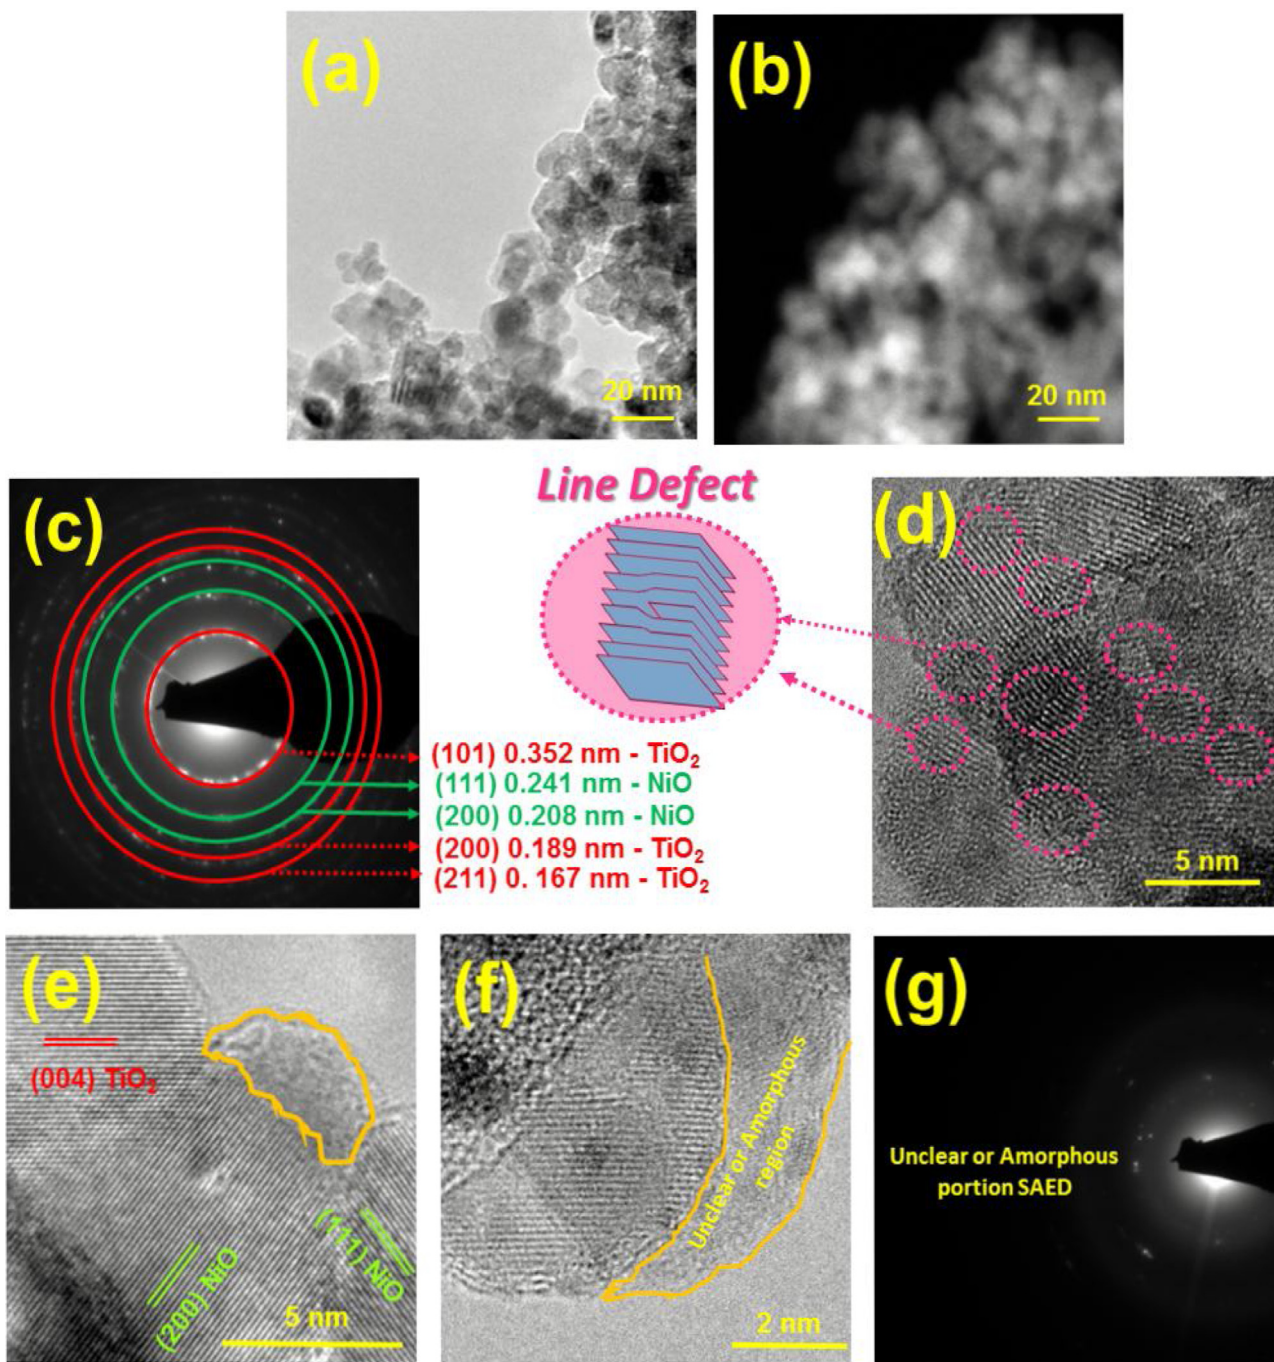 (a)
20 nm
(b)
20 nm
(c)
(101) 0.352 nm - TiO₂
(111) 0.241 nm - NiO
(200) 0.208 nm - NiO
(200) 0.189 nm - TiO₂
(211) 0. 167 nm - TiO₂
Line Defect
(d)
5 nm
(e)
(004) TiO₂
(200) NiO
(111) NiO
5 nm
(f)
Unclear or Amorphous
region
2 nm
(g)
Unclear or Amorphous
portion SAED